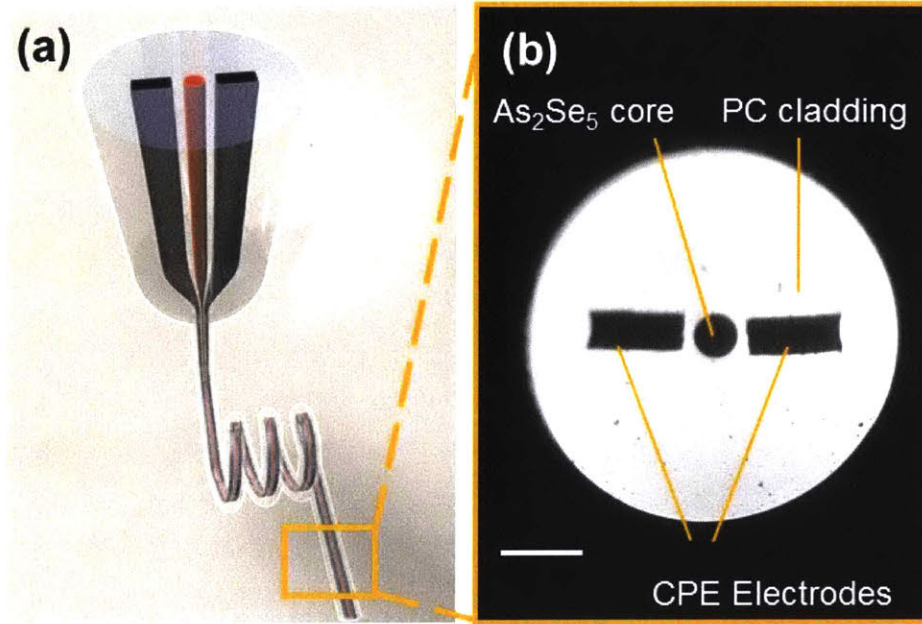 (a)
(b)
As₂Se₅ core
PC cladding
CPE Electrodes